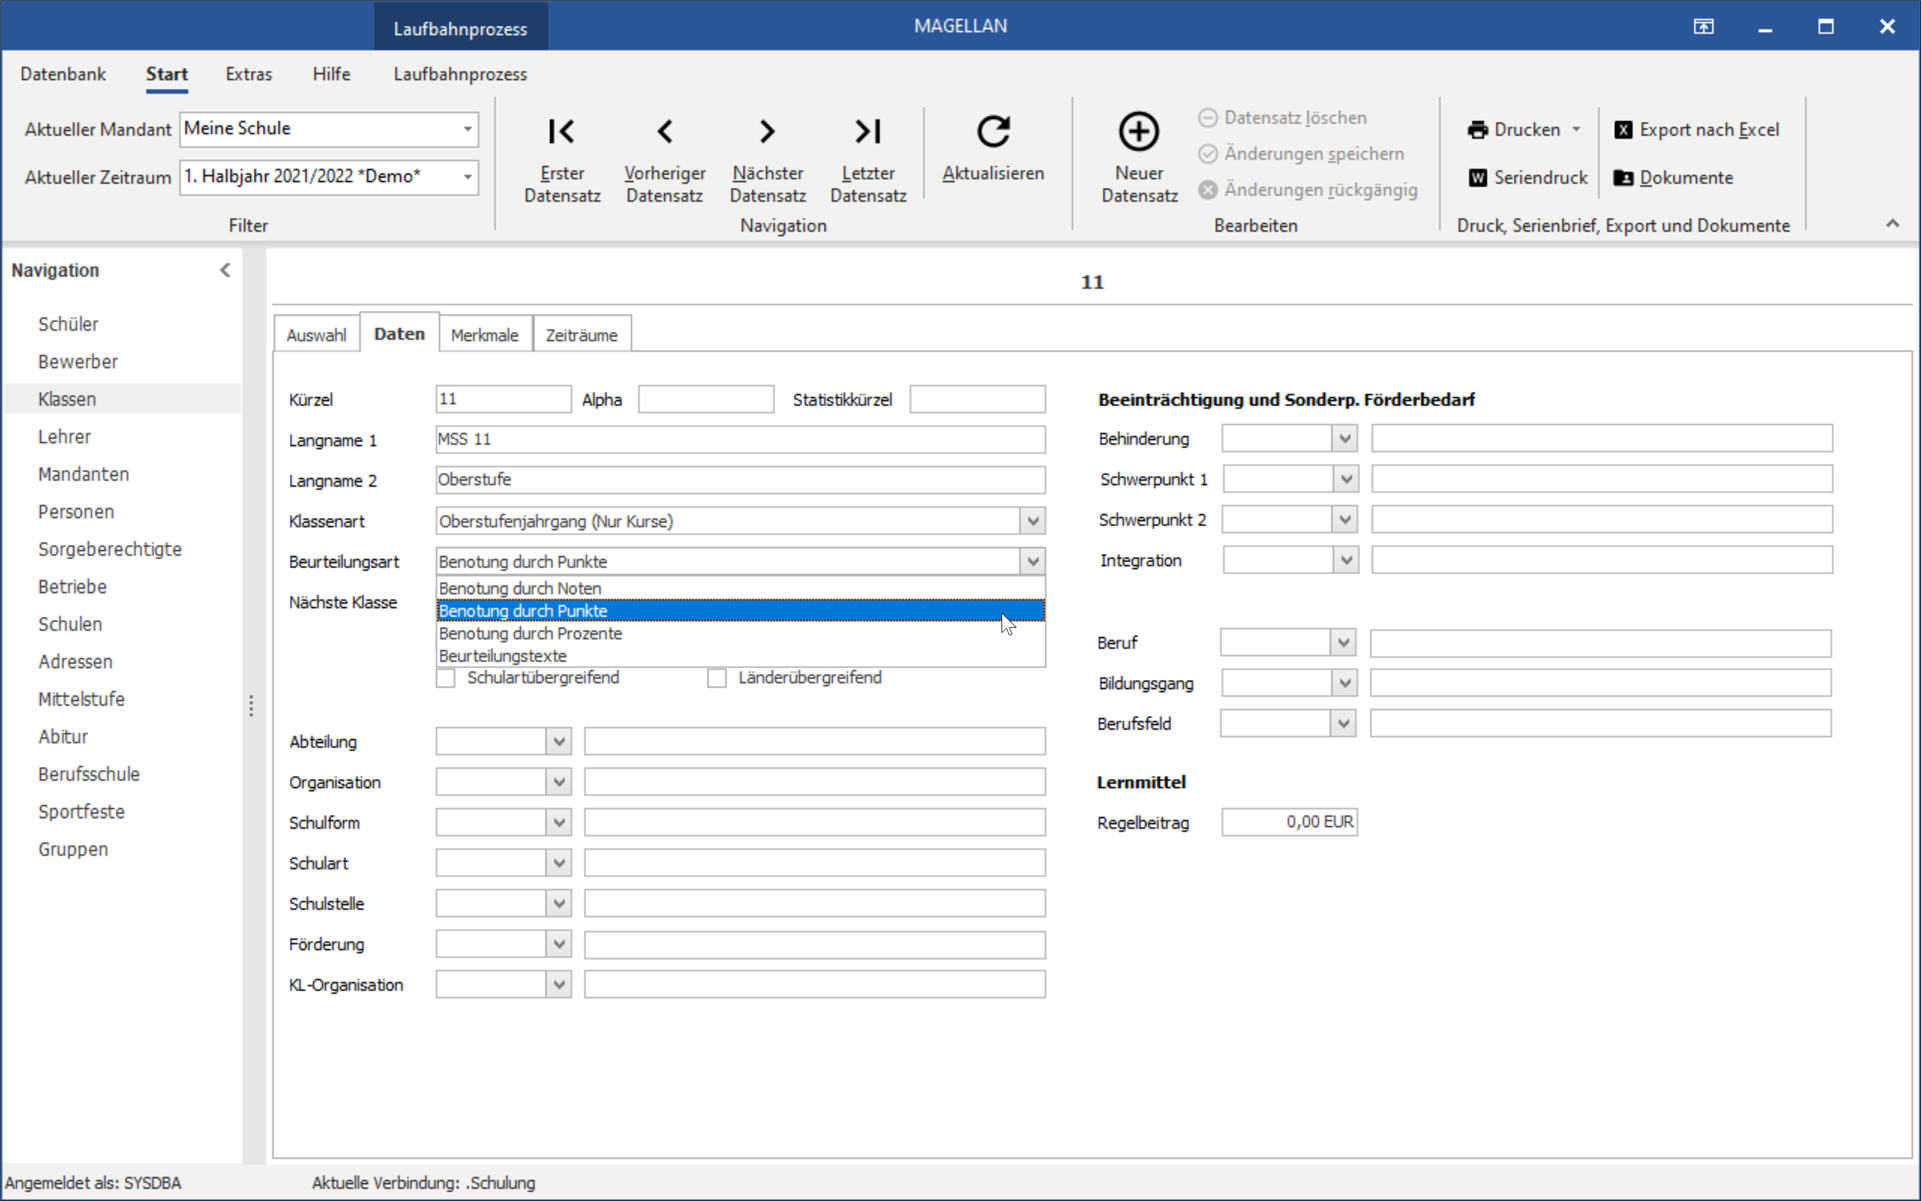 Laufbahnprozess
MAGELLAN
Datenbank Start Extras Hilfe Laufbahnprozess
Aktueller Mandant Meine Schule
Aktueller Zeitraum 1. Halbjahr 2021/2022 *Demo*
Filter
Erster Datensatz
Vorheriger Datensatz
Nächster Datensatz
Letzter Datensatz
Aktualisieren
Navigation
Neuer Datensatz
Datensatz löschen
Änderungen speichern
Änderungen rückgängig
Bearbeiten
Drucken
Export nach Excel
Seriendruck
Dokumente
Druck, Serienbrief, Export und Dokumente
Navigation
Schüler
Bewerber
Klassen
Lehrer
Mandanten
Personen
Sorgeberechtigte
Betriebe
Schulen
Adressen
Mittelstufe
Abitur
Berufsschule
Sportfeste
Gruppen
11
Auswahl Daten Merkmale Zeiträume
Kürzel 11 Alpha Statistikkürzel
Langname 1 MSS 11
Langname 2 Oberstufe
Klassenart Oberstufenjahrgang (Nur Kurse)
Beurteilungsart Benotung durch Punkte
Benotung durch Noten
Nächste Klasse
Benotung durch Punkte
Benotung durch Prozente
Beurteilungstexte
Schulartübergreifend Länderübergreifend
Abteilung
Organisation
Schulform
Schulart
Schulstelle
Förderung
KL-Organisation
Beeinträchtigung und Sonderp. Förderbedarf
Behinderung
Schwerpunkt 1
Schwerpunkt 2
Integration
Beruf
Bildungsgang
Berufsfeld
Lernmittel
Regelbeitrag 0,00 EUR
Angemeldet als: SYSDBA Aktuelle Verbindung: .Schulung